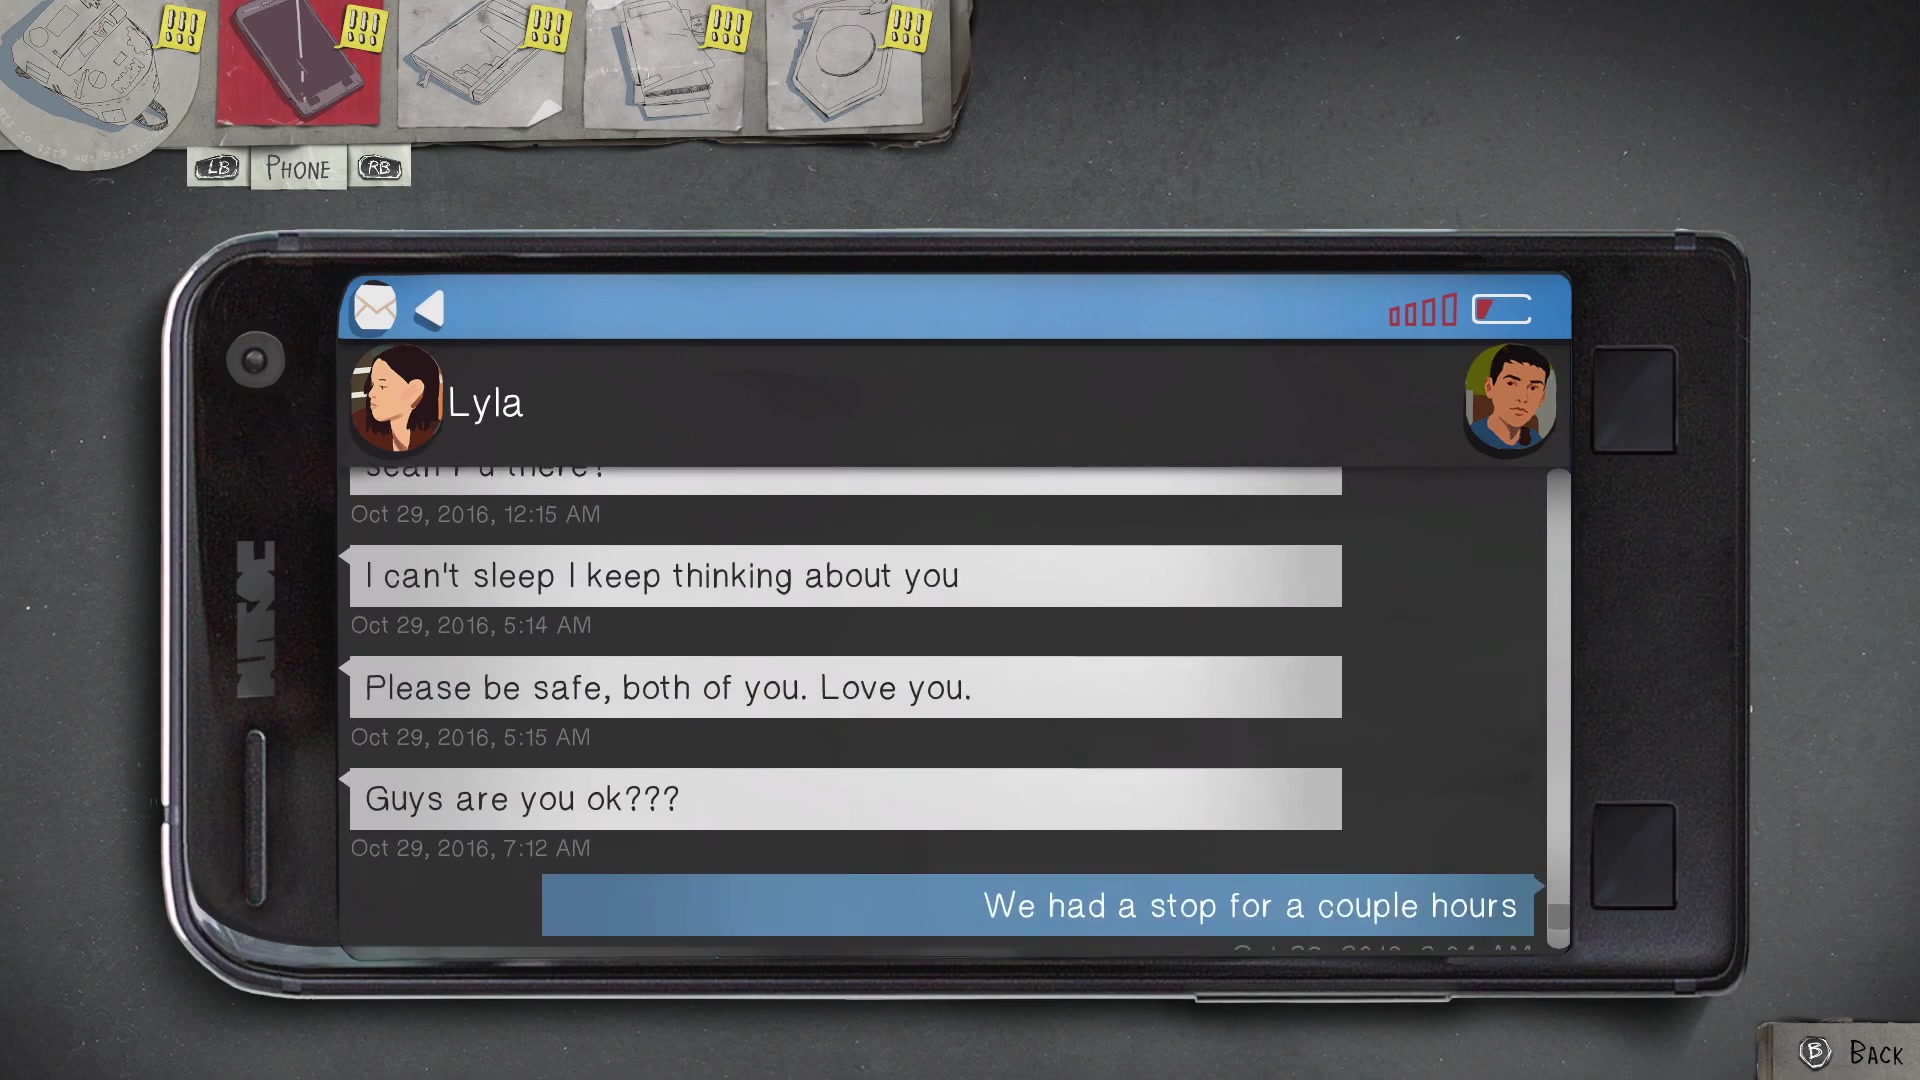 LB PHONE RB
Lyla
sean r u there?
Oct 29, 2016, 12:15 AM
I can't sleep I keep thinking about you
Oct 29, 2016, 5:14 AM
Please be safe, both of you. Love you.
Oct 29, 2016, 5:15 AM
Guys are you ok???
Oct 29, 2016, 7:12 AM
We had a stop for a couple hours
B BACK